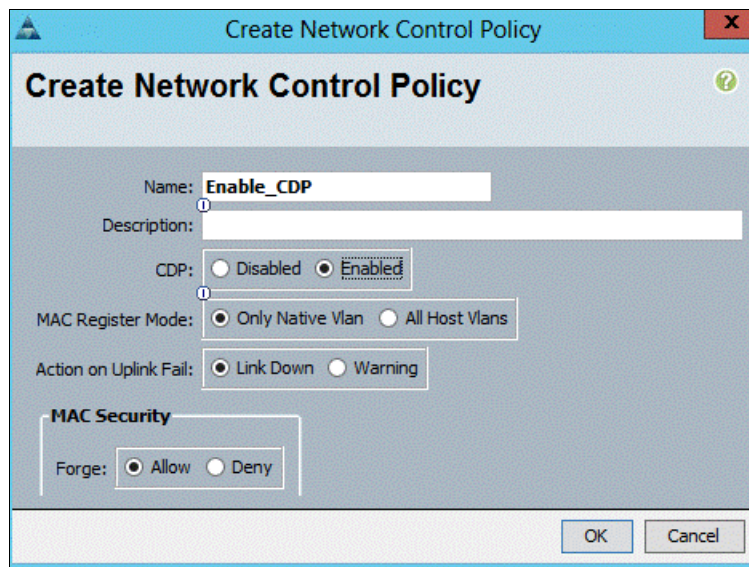 Create Network Control Policy
X
Create Network Control Policy
?
Name: Enable_CDP
Description:
CDP: Disabled Enabled
MAC Register Mode: Only Native Vlan All Host Vlans
Action on Uplink Fail: Link Down Warning
MAC Security
Forge: Allow Deny
OK Cancel